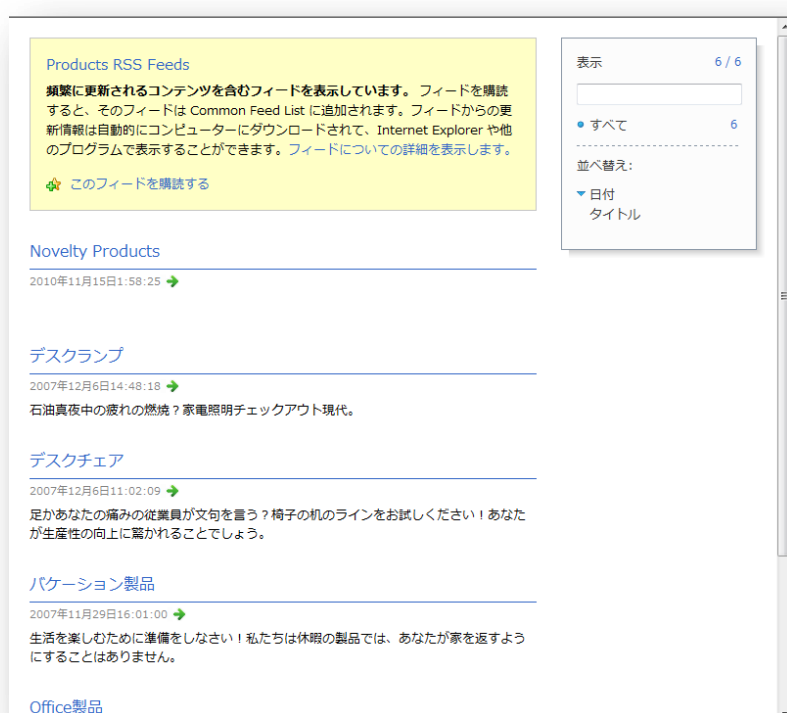 Products RSS Feeds
頻繁に更新されるコンテンツを含むフィードを表示しています。 フィードを購読
すると、そのフィードは Common Feed List に追加されます。フィードからの更
新情報は自動的にコンピューターにダウンロードされて、Internet Explorer や他
のプログラムで表示することができます。フィードについての詳細を表示します。
このフィードを購読する
Novelty Products
2010年11月15日1:58:25
デスクランプ
2007年12月6日14:48:18
石油真夜中の疲れの燃焼？家電照明チェックアウト現代。
デスクチェア
2007年12月6日11:02:09
足かあなたの痛みの従業員が文句を言う？椅子の机のラインをお試しください！あなた
が生産性の向上に驚かれることでしょう。
バケーション製品
2007年11月29日16:01:00
生活を楽しむために準備をしなさい！私たちは休暇の製品では、あなたが家を返すよう
にすることはありません。
Office製品
表示 6 / 6
すべて 6
並べ替え:
日付
タイトル